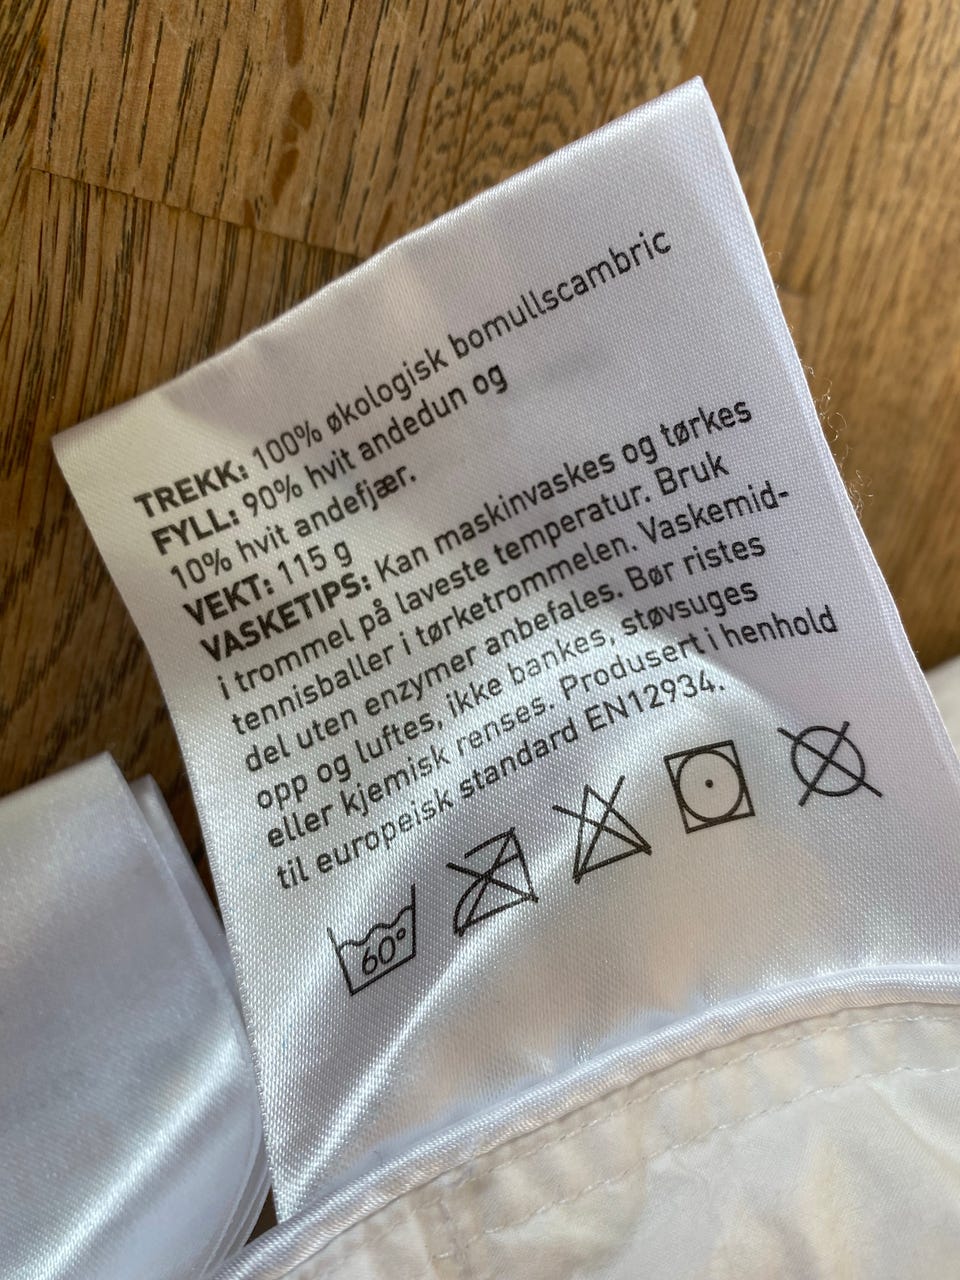 TREKK: 100% økologisk bomullscambric
FYLL: 90% hvit andedun og
10% hvit andefjær.
VEKT: 115 g
VASKETIPS: Kan maskinvaskes og tørkes
i trommel på laveste temperatur. Bruk
tennisballer i tørketrommelen. Vaskemid-
del uten enzymer anbefales. Bør ristes
opp og luftes, ikke bankes, støvsuges
eller kjemisk renses. Produsert i henhold
til europeisk standard EN12934.
60°